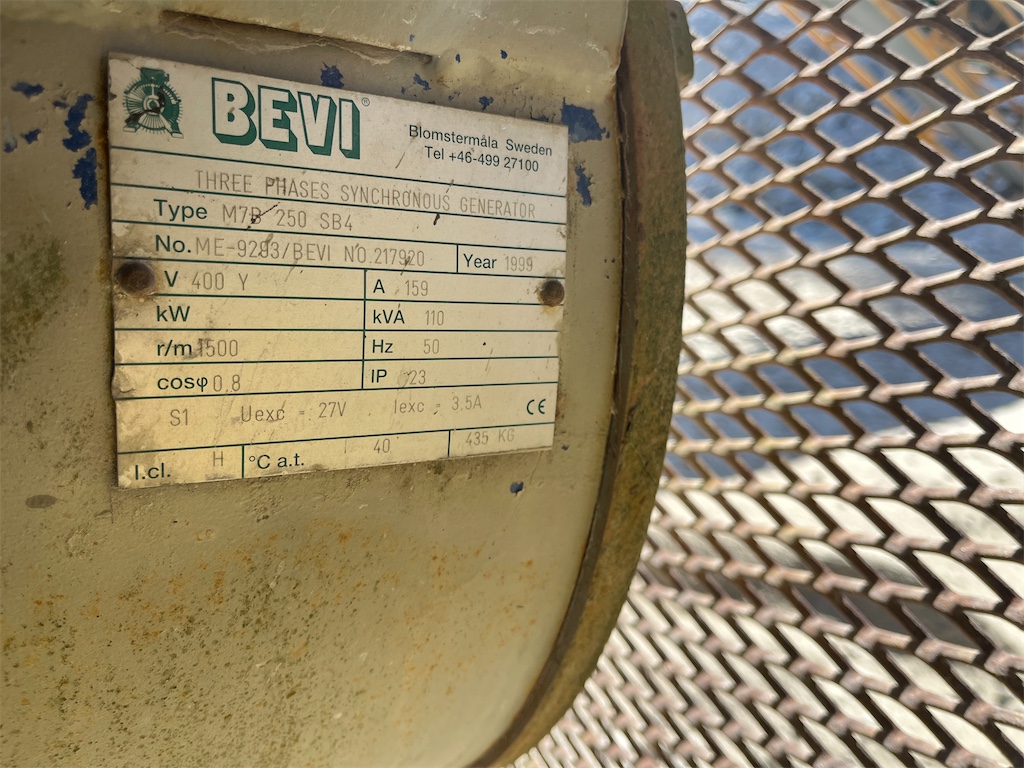 BEVI®
Blomstermåla Sweden
Tel +46-499 27100
THREE PHASES SYNCHRONOUS GENERATOR
Type M7B 250 SB4
No. ME-9293/BEVI NO.217920 Year 1999
V 400 Y A 159
kW kVA 110
r/m 1500 Hz 50
cosφ 0,8 IP 23
S1 Uexc = 27V Iexc = 3.5A CE
I.cl. H °C a.t. 40 435 KG